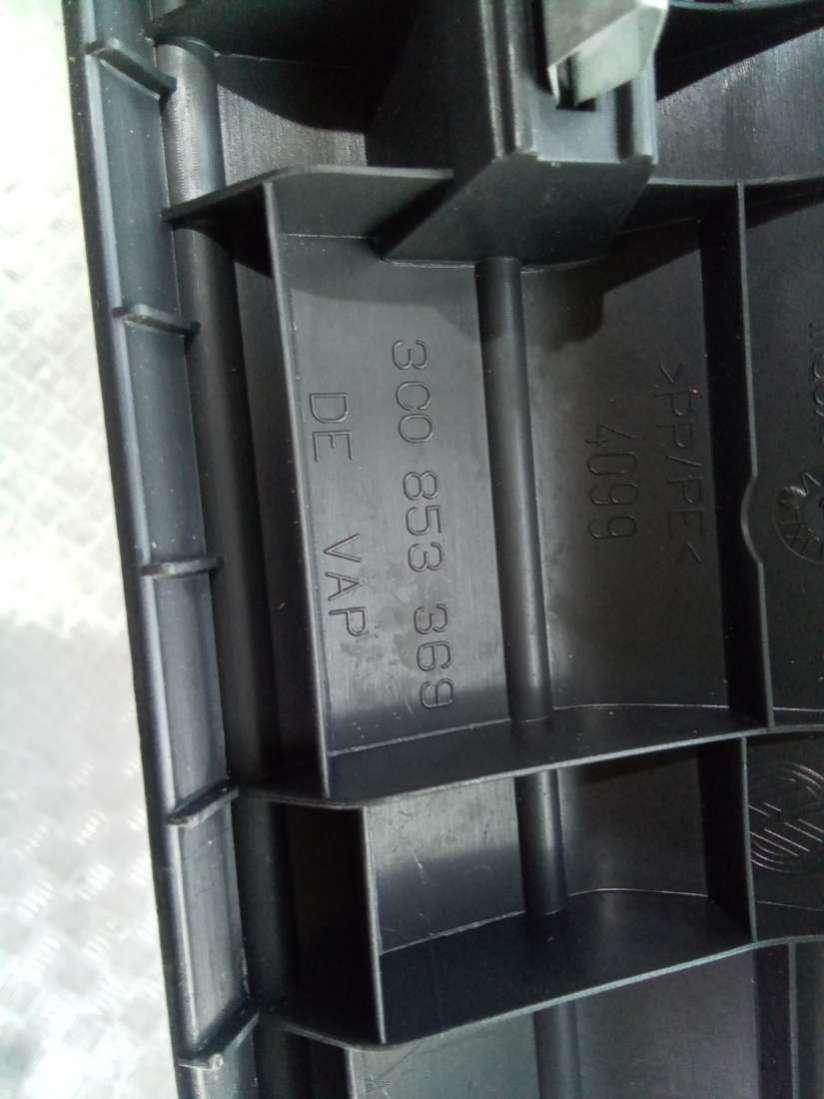 >PP/PE<
4099
3C0 853 369
DE VAP